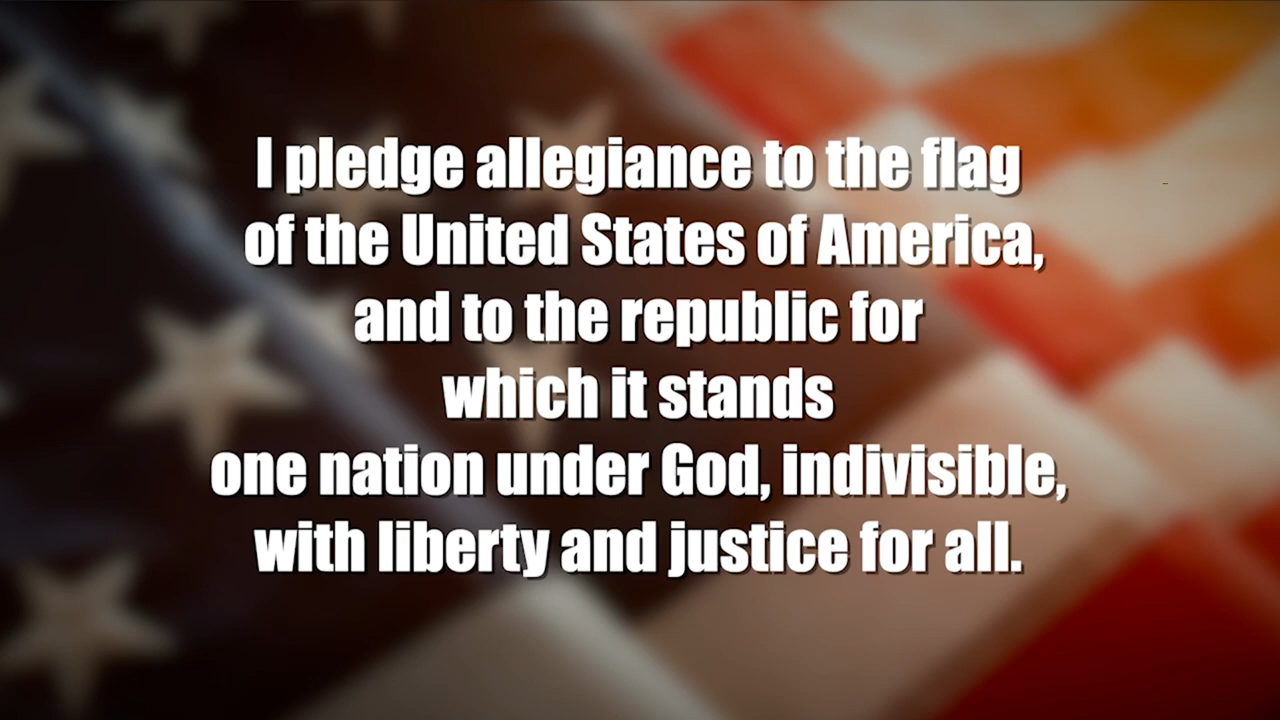 I pledge allegiance to the flag
of the United States of America,
and to the republic for
which it stands
one nation under God, indivisible,
with liberty and justice for all.